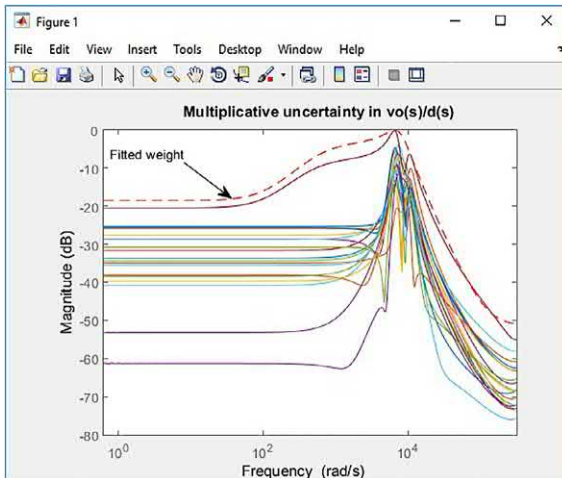 Figure 1
File Edit View Insert Tools Desktop Window Help
Multiplicative uncertainty in vo(s)/d(s)
Fitted weight
Magnitude (dB)
0
-10
-20
-30
-40
-50
-60
-70
-80
10^0 10^2 10^4
Frequency (rad/s)